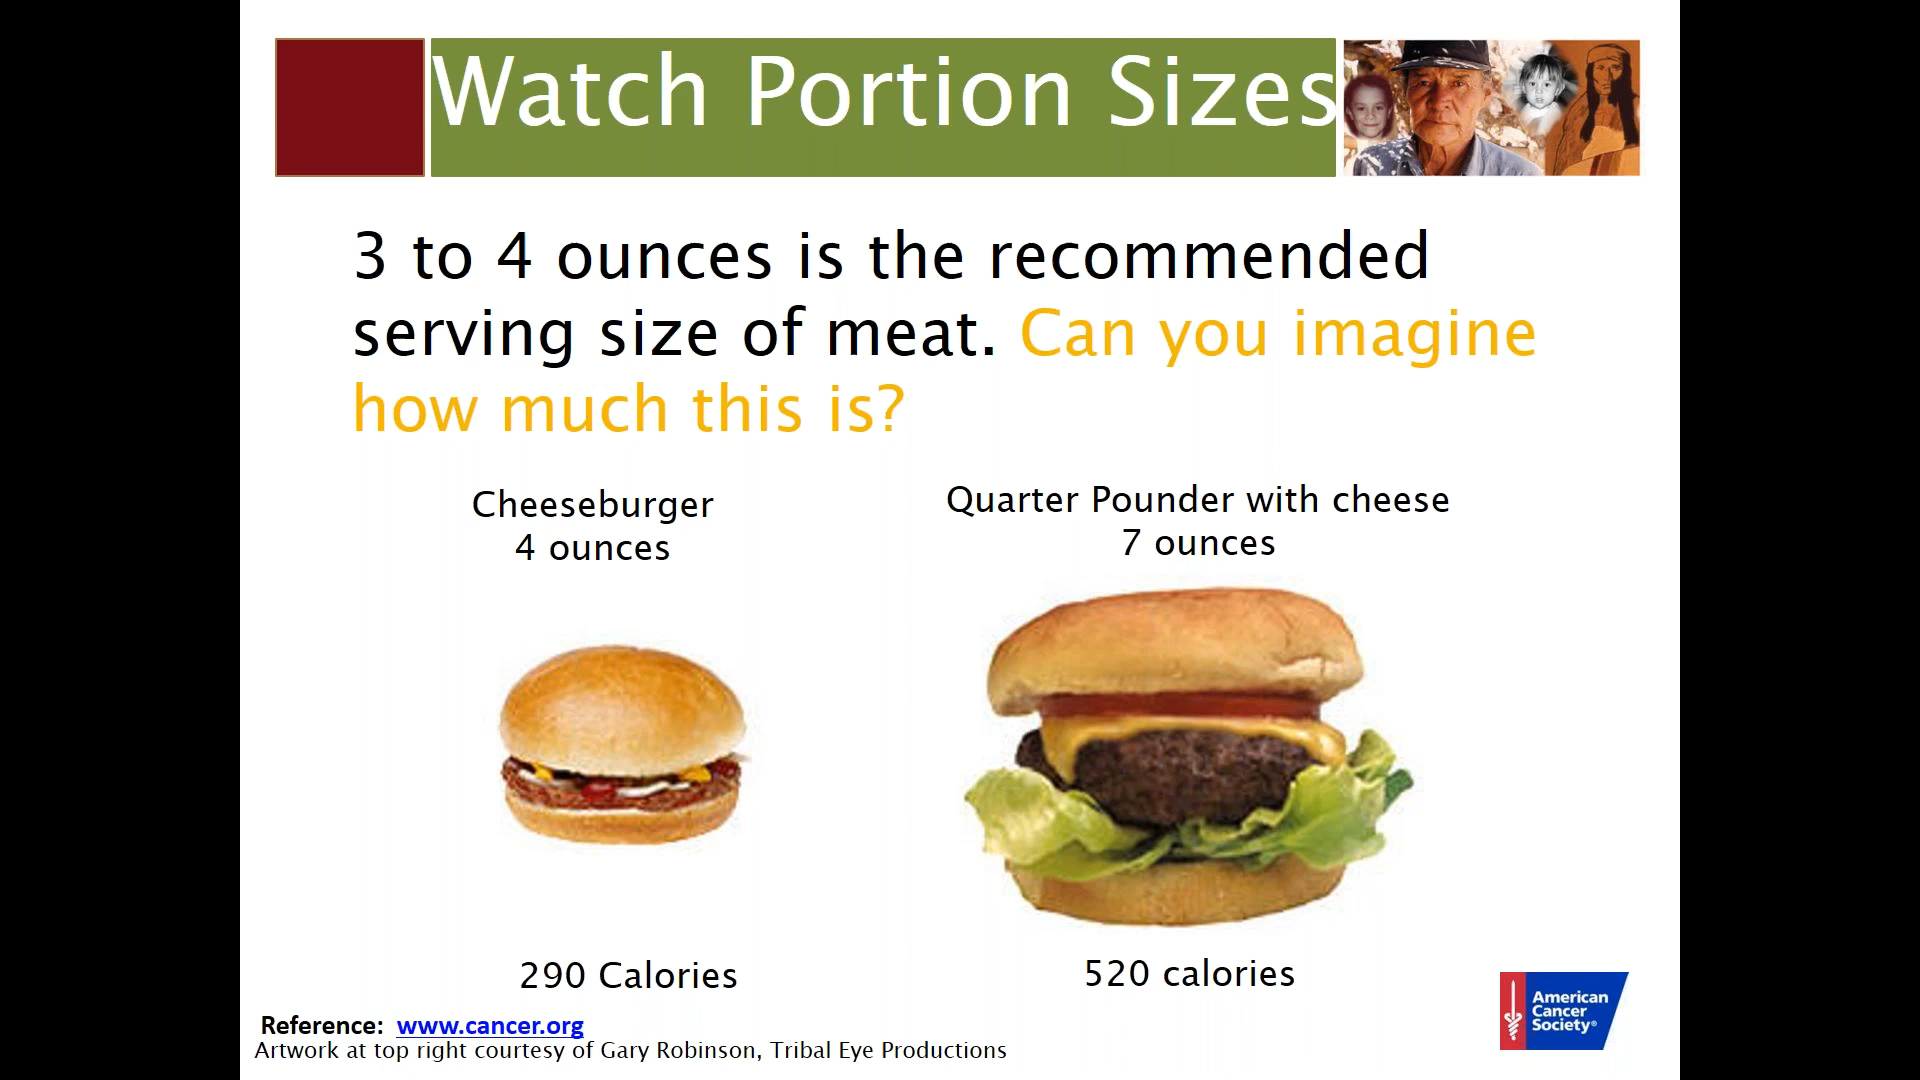 Watch Portion Sizes
3 to 4 ounces is the recommended
serving size of meat. Can you imagine
how much this is?
Cheeseburger
4 ounces
Quarter Pounder with cheese
7 ounces
290 Calories
520 calories
American
Cancer
Society®
Reference: www.cancer.org
Artwork at top right courtesy of Gary Robinson, Tribal Eye Productions